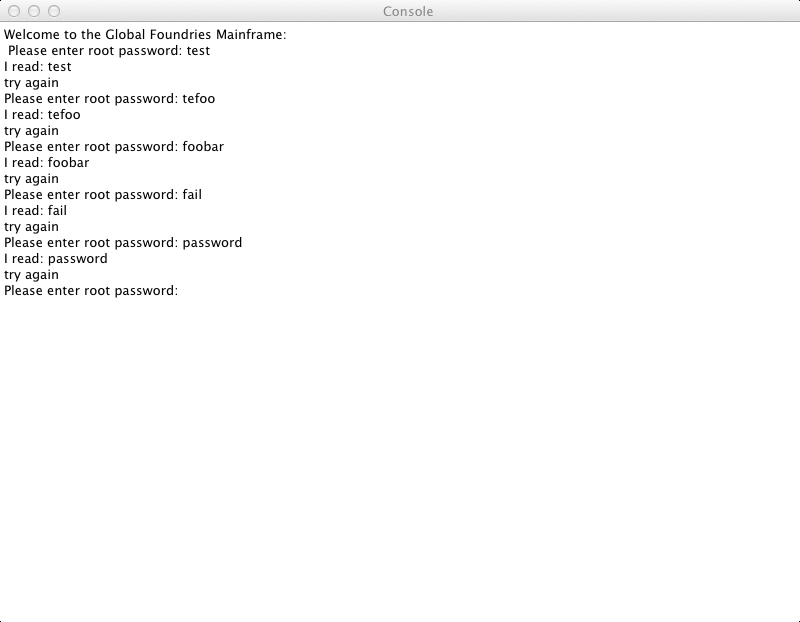 Console
Welcome to the Global Foundries Mainframe:
 Please enter root password: test
I read: test
try again
Please enter root password: tefoo
I read: tefoo
try again
Please enter root password: foobar
I read: foobar
try again
Please enter root password: fail
I read: fail
try again
Please enter root password: password
I read: password
try again
Please enter root password: